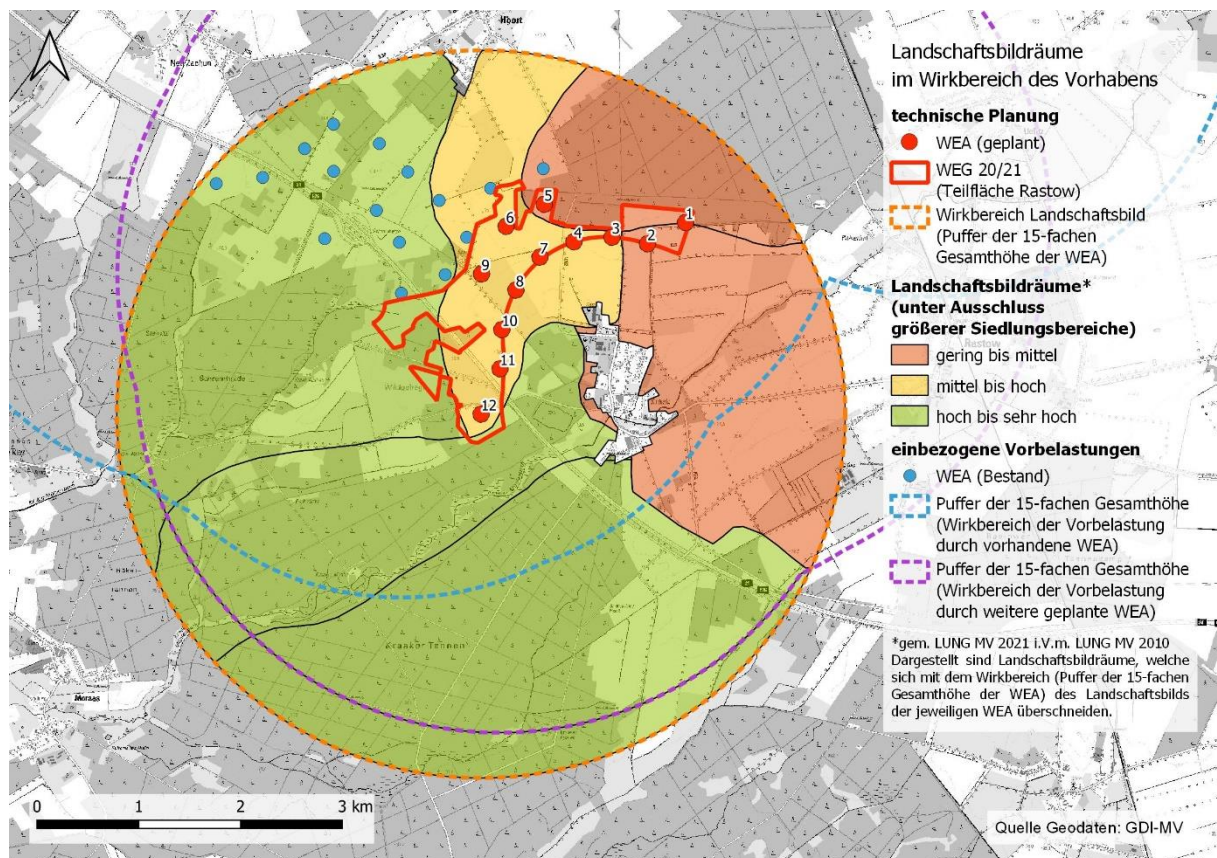 Hoort
Neu Zachun
Landschaftsbildräume
im Wirkbereich des Vorhabens
technische Planung
WEA (geplant)
WEG 20/21
(Teilfläche Rastow)
Wirkbereich Landschaftsbild
(Puffer der 15-fachen
Gesamthöhe der WEA)
Landschaftsbildräume*
(unter Ausschluss
größerer Siedlungsbereiche)
gering bis mittel
mittel bis hoch
hoch bis sehr hoch
einbezogene Vorbelastungen
WEA (Bestand)
Puffer der 15-fachen Gesamthöhe
(Wirkbereich der Vorbelastung
durch vorhandene WEA)
Puffer der 15-fachen Gesamthöhe
(Wirkbereich der Vorbelastung
durch weitere geplante WEA)
*gem. LUNG MV 2021 i.V.m. LUNG MV 2010
Dargestellt sind Landschaftsbildräume, welche
sich mit dem Wirkbereich (Puffer der 15-fachen
Gesamthöhe der WEA) des Landschaftsbilds
der jeweiligen WEA überschneiden.
5
1
6
3
4
2
7
9
8
10
11
12
Rastow
Kraaker Tannen
Moraas
0 1 2 3 km
Quelle Geodaten: GDI-MV